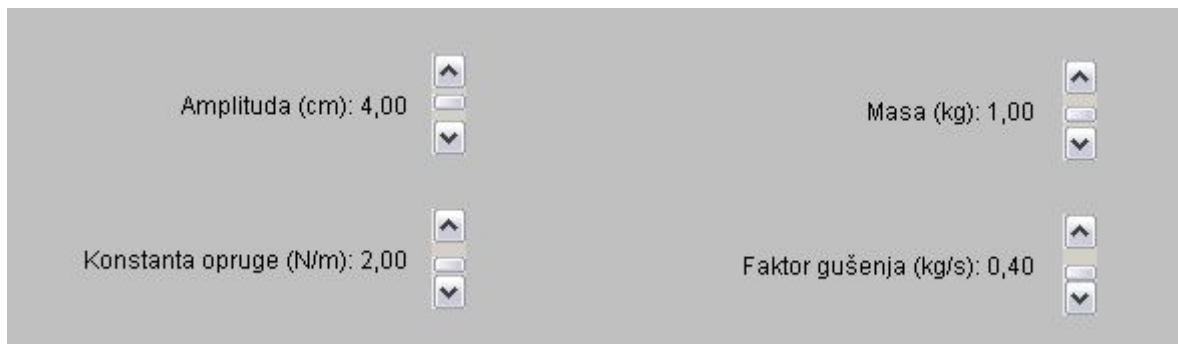 Amplituda (cm): 4,00
Masa (kg): 1,00
Konstanta opruge (N/m): 2,00
Faktor gušenja (kg/s): 0,40